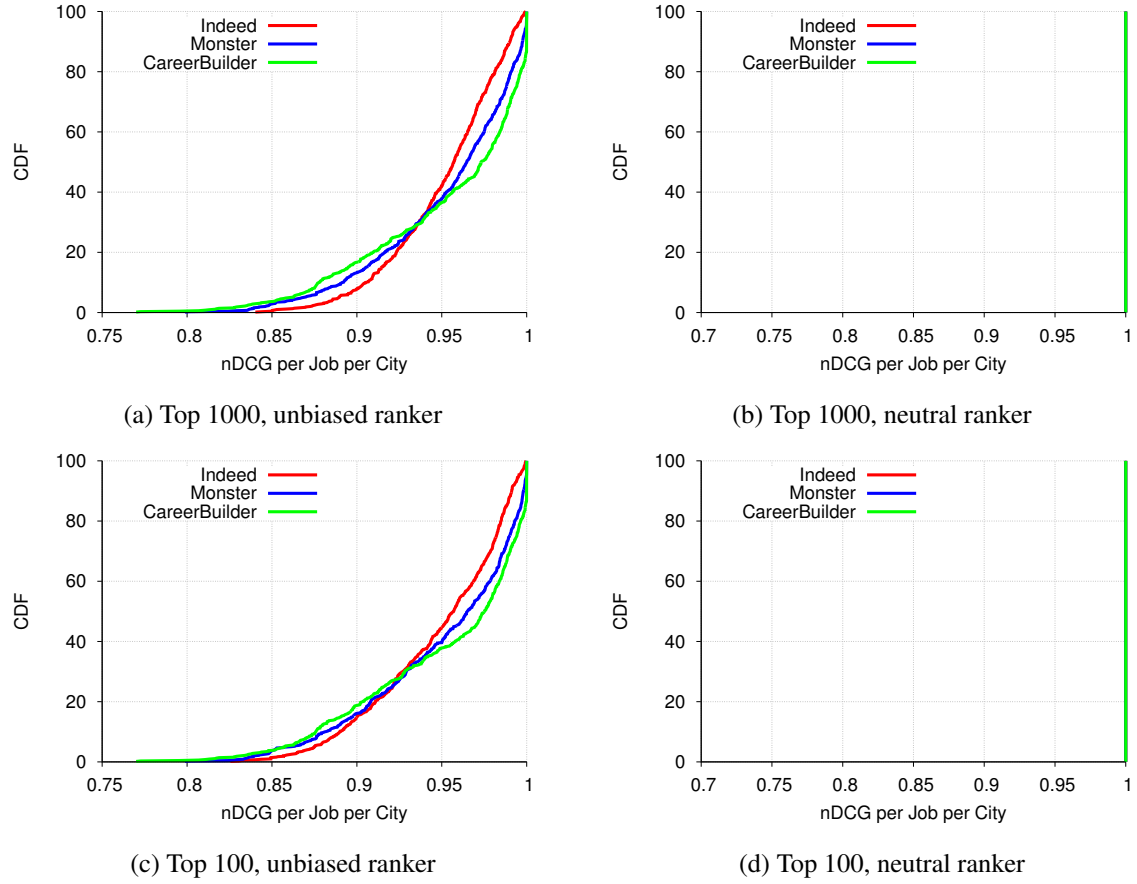 100
80
60
40
20
0
CDF
Indeed
Monster
CareerBuilder
0.75 0.8 0.85 0.9 0.95 1
nDCG per Job per City
(a) Top 1000, unbiased ranker
100
80
60
40
20
0
CDF
Indeed
Monster
CareerBuilder
0.7 0.75 0.8 0.85 0.9 0.95 1
nDCG per Job per City
(b) Top 1000, neutral ranker
100
80
60
40
20
0
CDF
Indeed
Monster
CareerBuilder
0.75 0.8 0.85 0.9 0.95 1
nDCG per Job per City
(c) Top 100, unbiased ranker
100
80
60
40
20
0
CDF
Indeed
Monster
CareerBuilder
0.7 0.75 0.8 0.85 0.9 0.95 1
nDCG per Job per City
(d) Top 100, neutral ranker